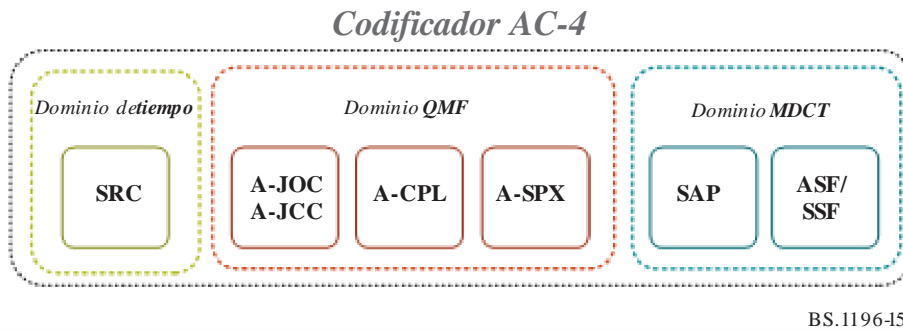 Codificador AC-4
Dominio detiempo
Dominio QMF
Dominio MDCT
SRC
A-JOC
A-JCC
A-CPL
A-SPX
SAP
ASF/
SSF
BS.1196-15